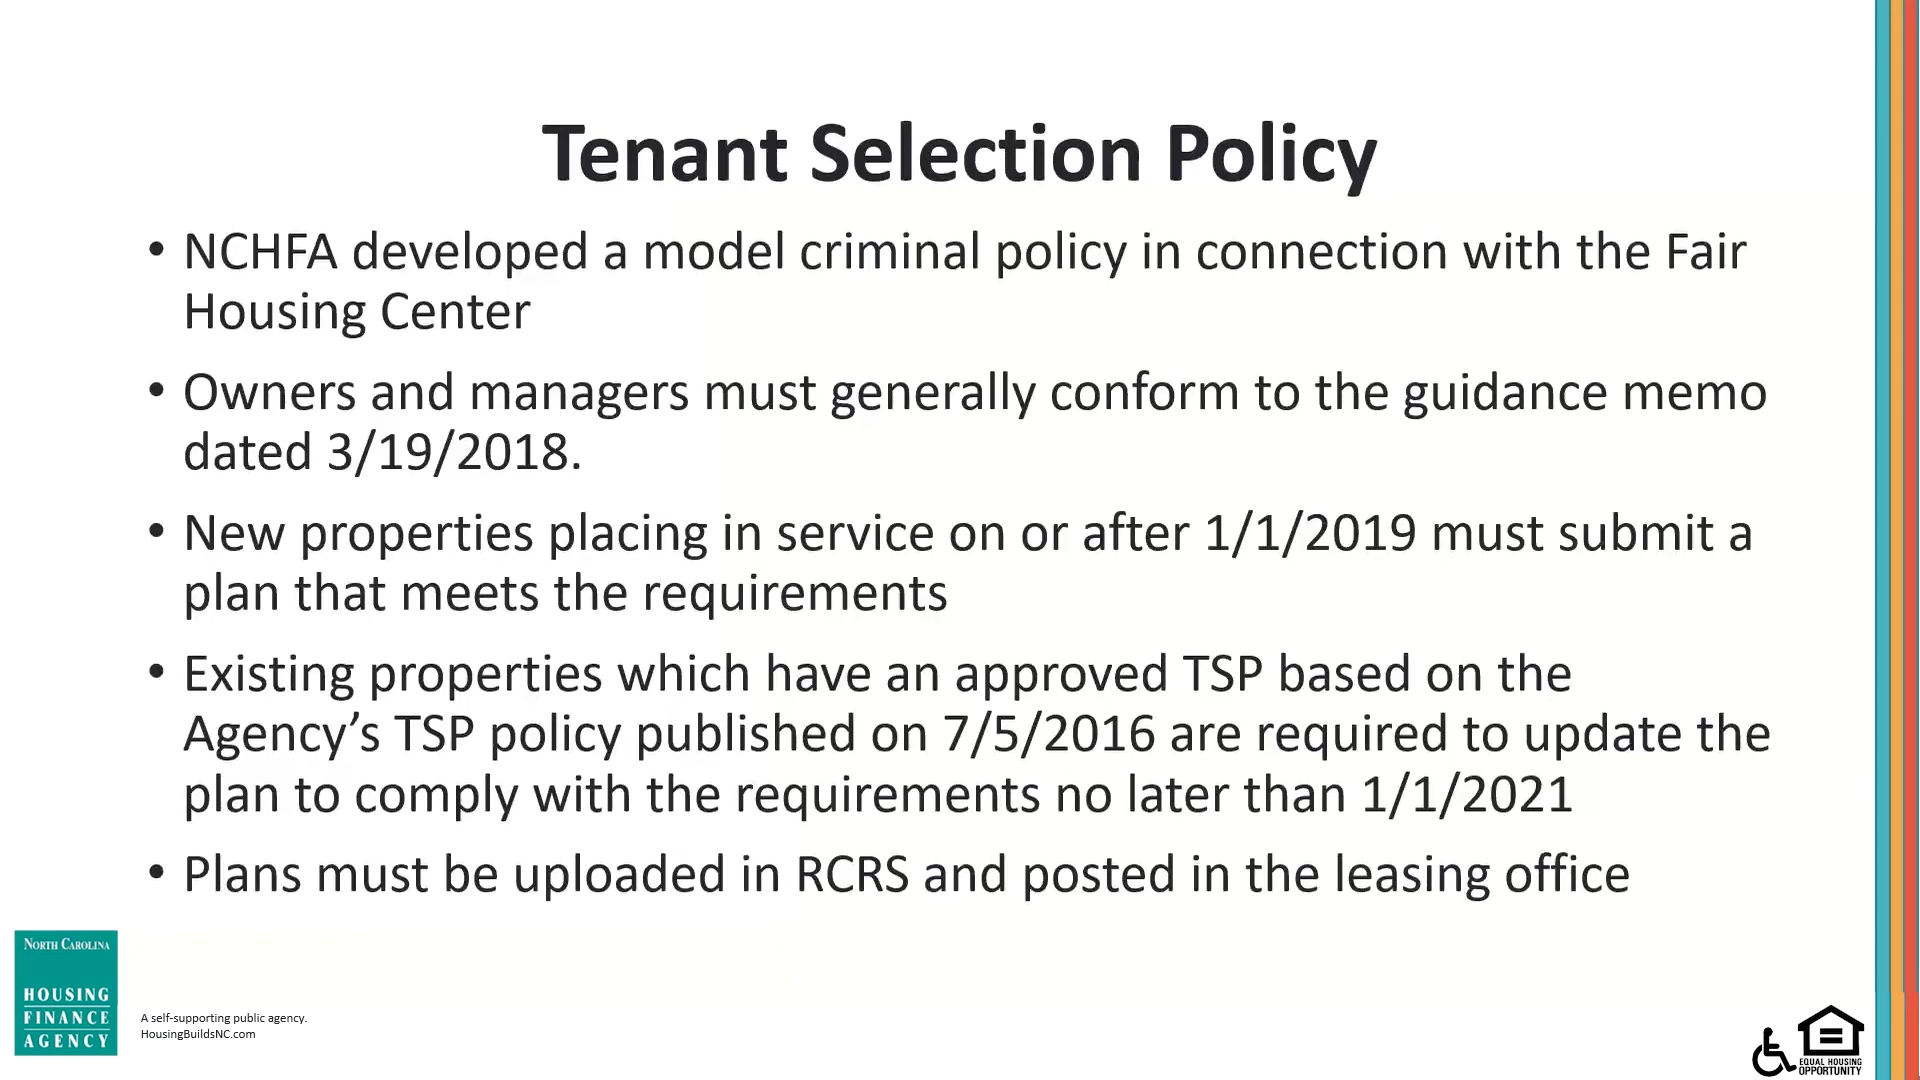 Tenant Selection Policy
• NCHFA developed a model criminal policy in connection with the Fair
Housing Center
• Owners and managers must generally conform to the guidance memo
dated 3/19/2018.
• New properties placing in service on or after 1/1/2019 must submit a
plan that meets the requirements
• Existing properties which have an approved TSP based on the
Agency’s TSP policy published on 7/5/2016 are required to update the
plan to comply with the requirements no later than 1/1/2021
• Plans must be uploaded in RCRS and posted in the leasing office
NORTH CAROLINA
HOUSING
FINANCE
AGENCY
A self-supporting public agency.
HousingBuildsNC.com
EQUAL HOUSING
OPPORTUNITY